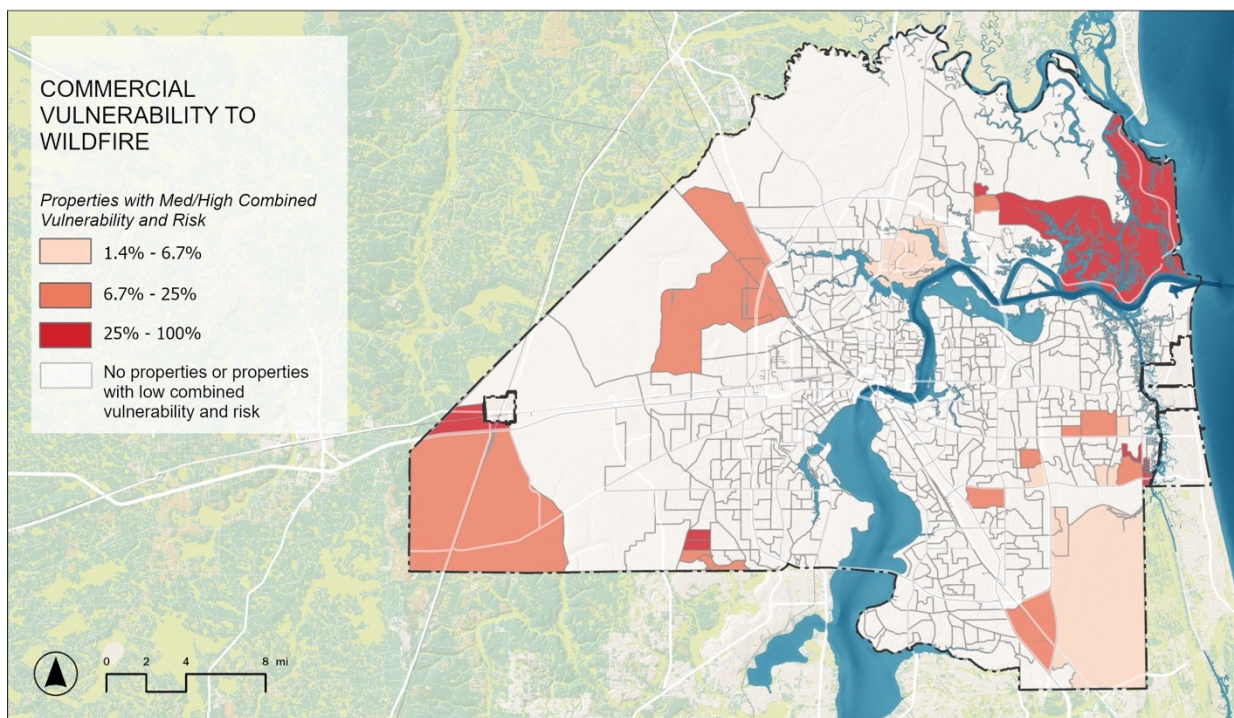 COMMERCIAL
VULNERABILITY TO
WILDFIRE
Properties with Med/High Combined
Vulnerability and Risk
1.4% - 6.7%
6.7% - 25%
25% - 100%
No properties or properties
with low combined
vulnerability and risk
0 2 4 8 mi